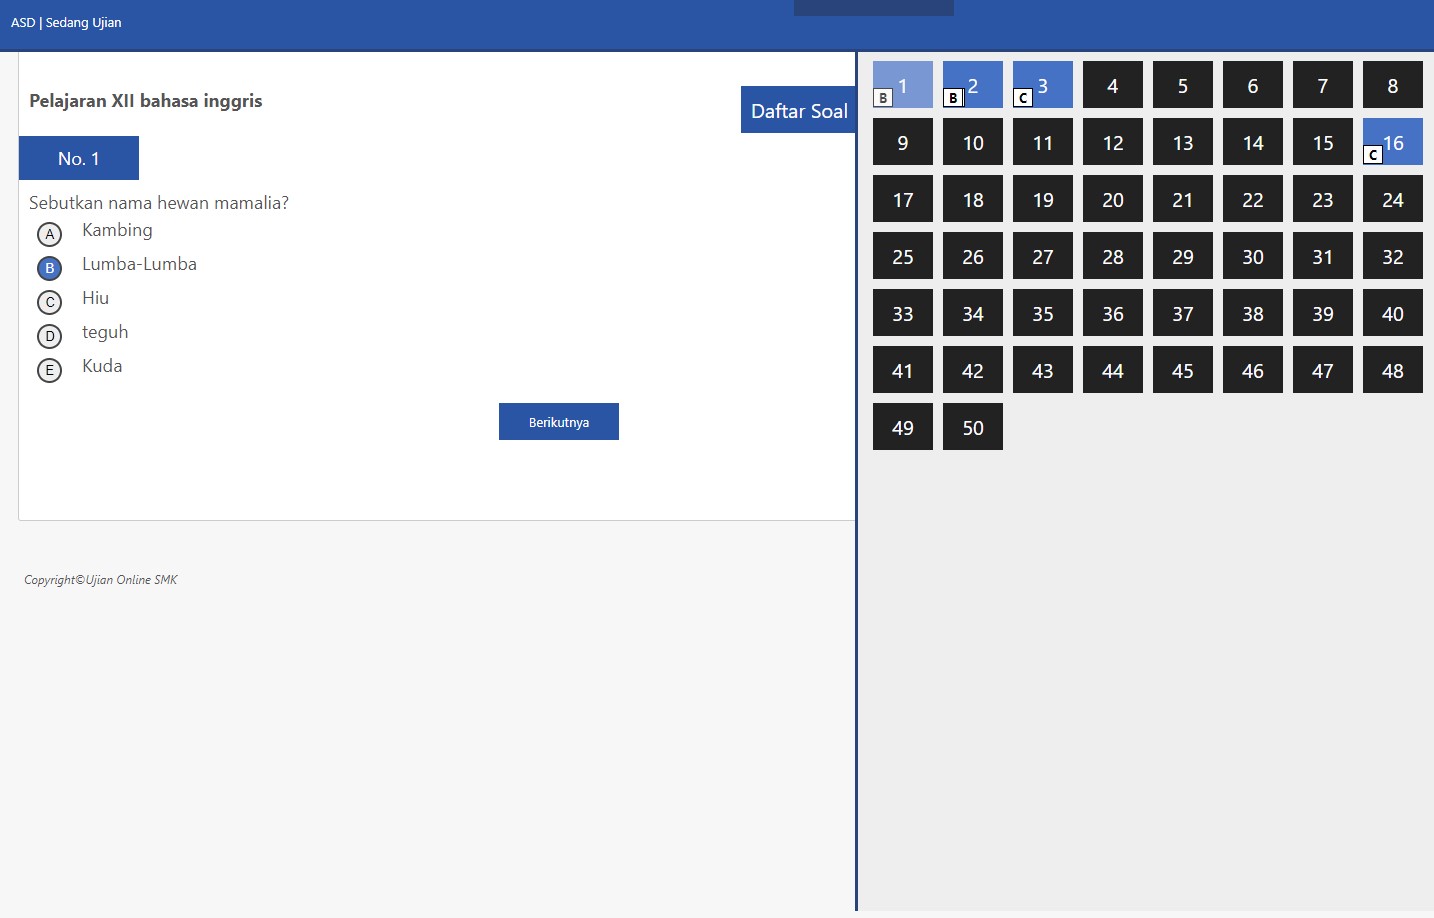 ASD | Sedang Ujian
Pelajaran XII bahasa inggris
Daftar Soal
No. 1
Sebutkan nama hewan mamalia?
A Kambing
B Lumba-Lumba
C Hiu
D teguh
E Kuda
Berikutnya
Copyright©Ujian Online SMK
1 B 2 B 3 C 4 5 6 7 8
9 10 11 12 13 14 15 16 C
17 18 19 20 21 22 23 24
25 26 27 28 29 30 31 32
33 34 35 36 37 38 39 40
41 42 43 44 45 46 47 48
49 50